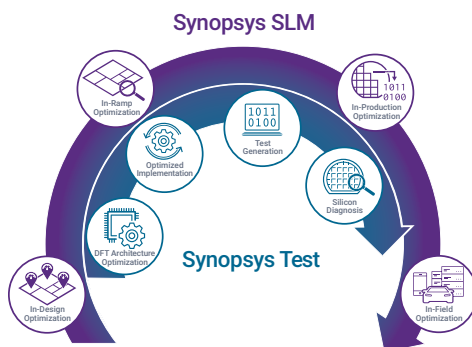 Synopsys SLM
In-Ramp
Optimization
1011
0100
In-Production
Optimization
1011
0100
Test
Generation
Optimized
Implementation
Silicon
Diagnosis
DFT Architecture
Optimization
Synopsys Test
In-Design
Optimization
In-Field
Optimization